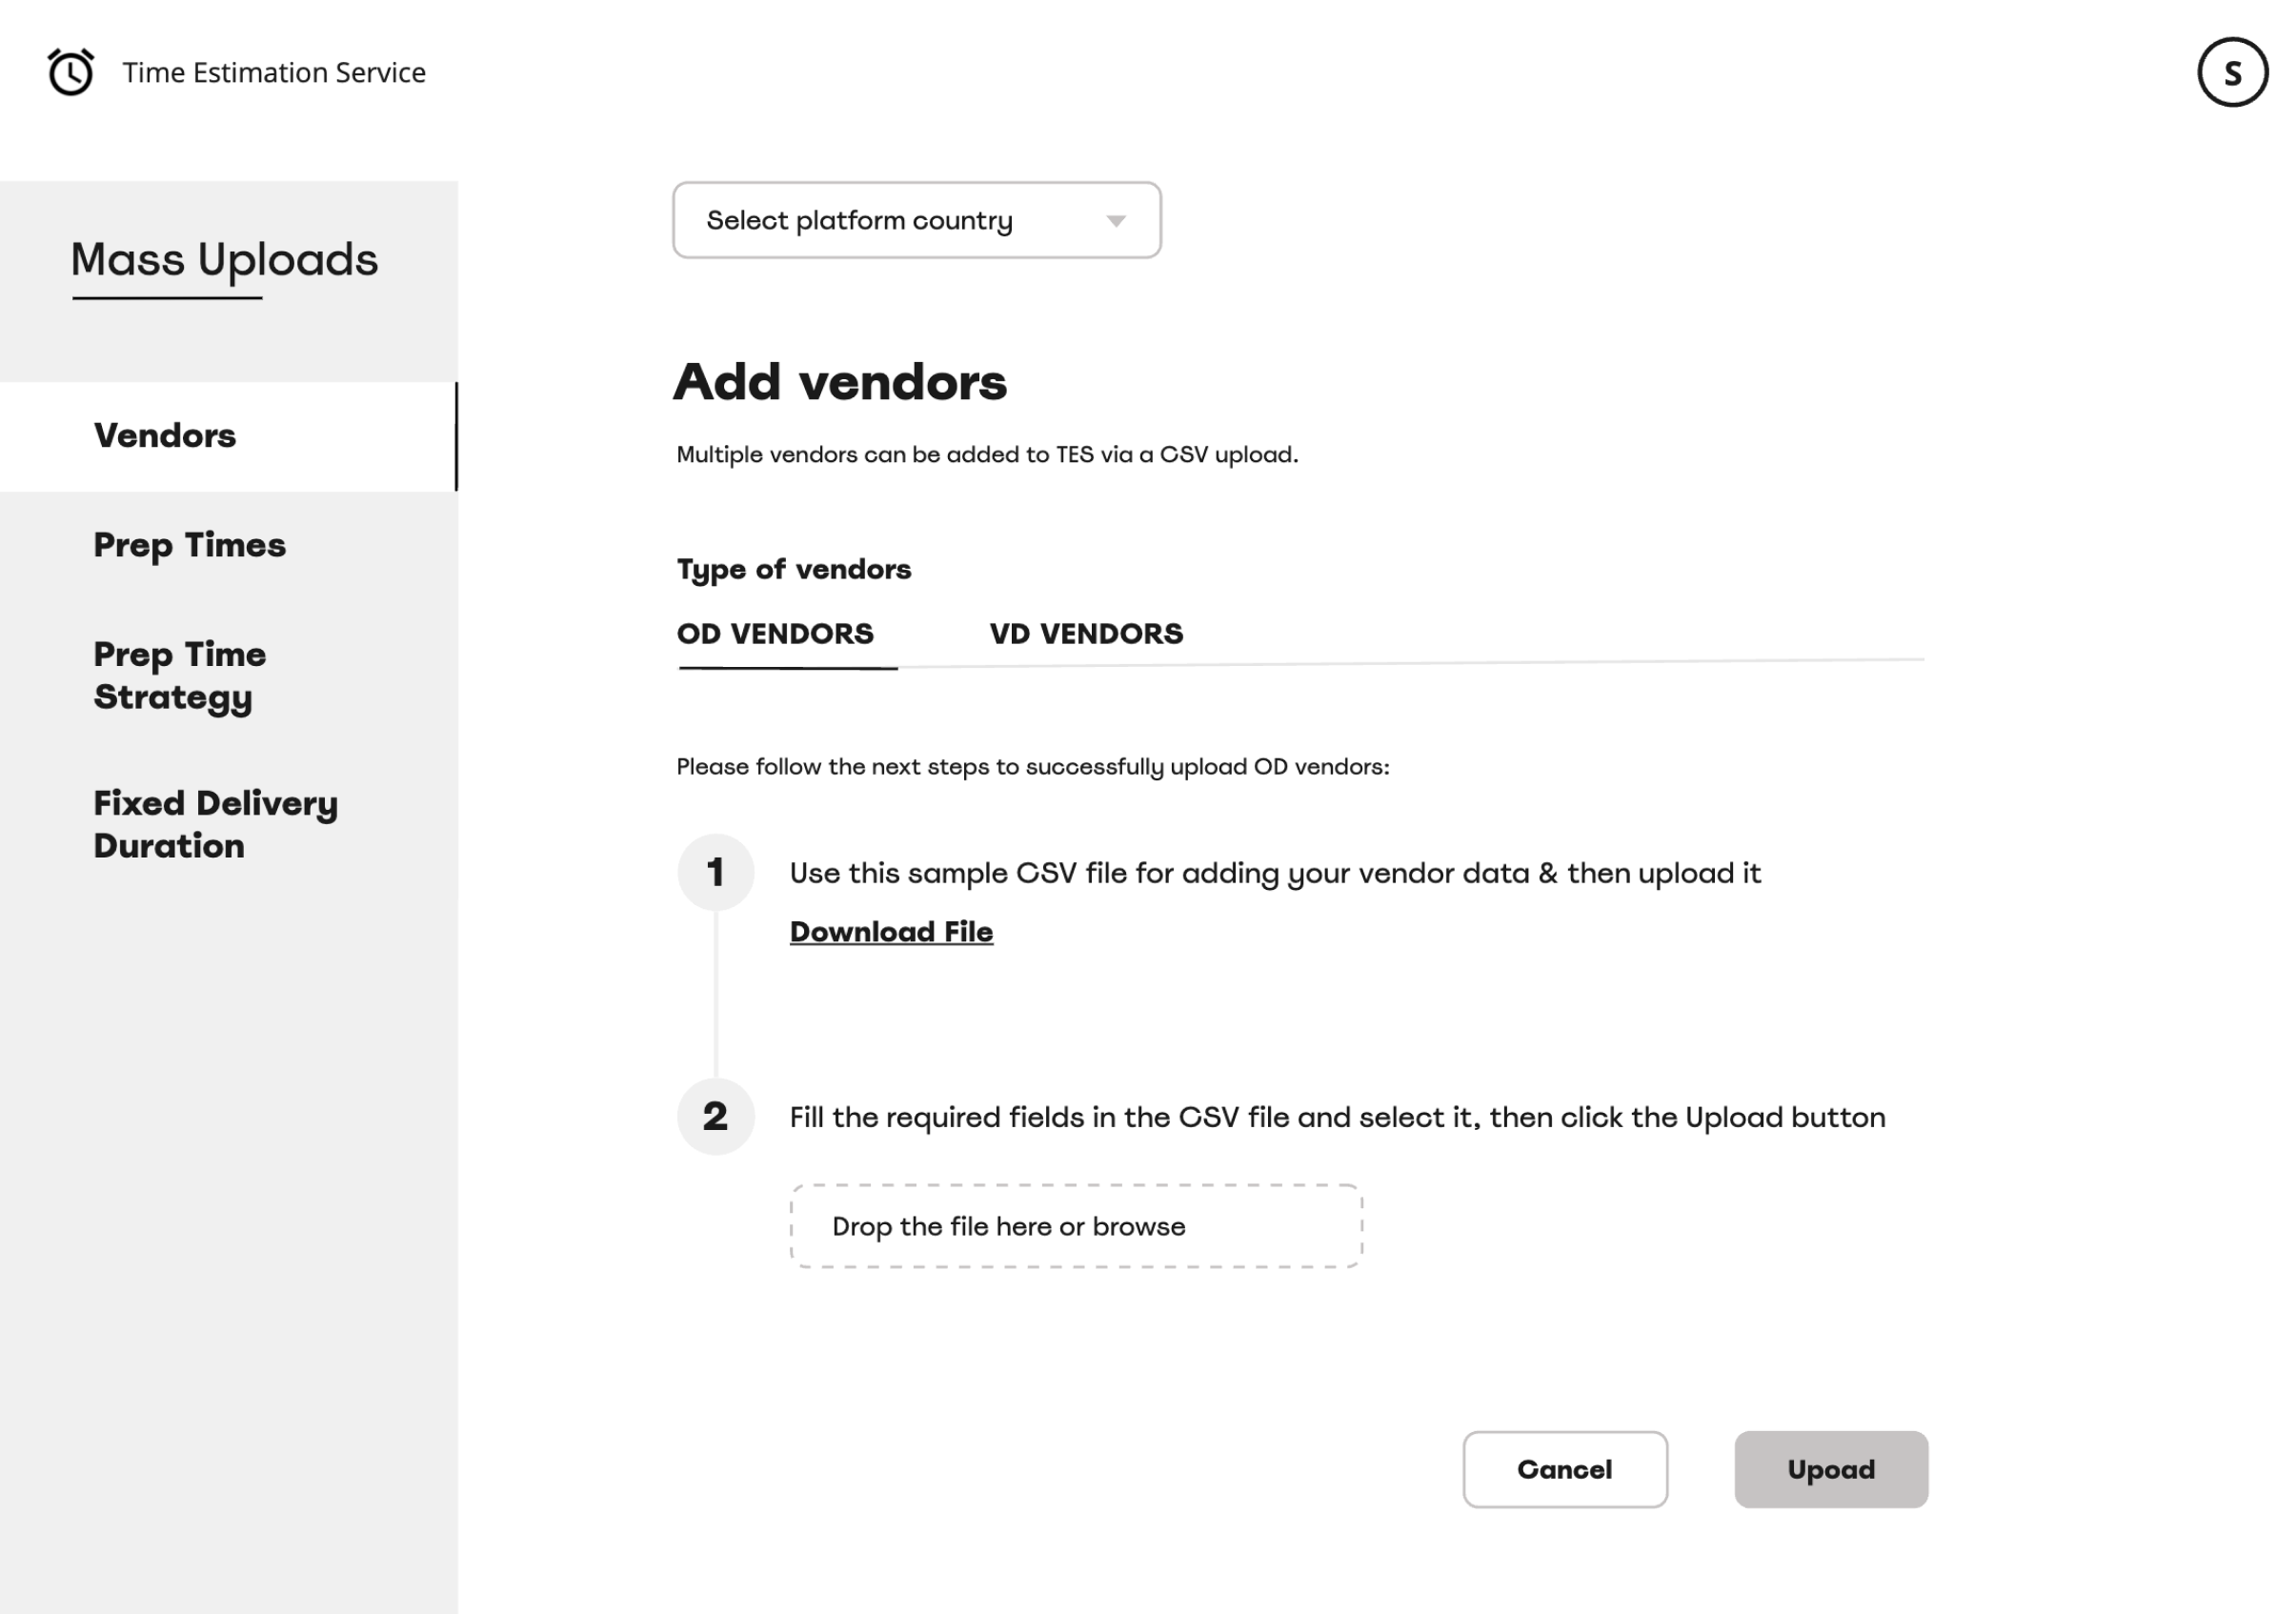 Time Estimation Service
S
Mass Uploads
Vendors
Prep Times
Prep Time
Strategy
Fixed Delivery
Duration
Select platform country
Add vendors
Multiple vendors can be added to TES via a CSV upload.
Type of vendors
OD VENDORS VD VENDORS
Please follow the next steps to successfully upload OD vendors:
1 Use this sample CSV file for adding your vendor data & then upload it
Download File
2 Fill the required fields in the CSV file and select it, then click the Upload button
Drop the file here or browse
Cancel Upoad